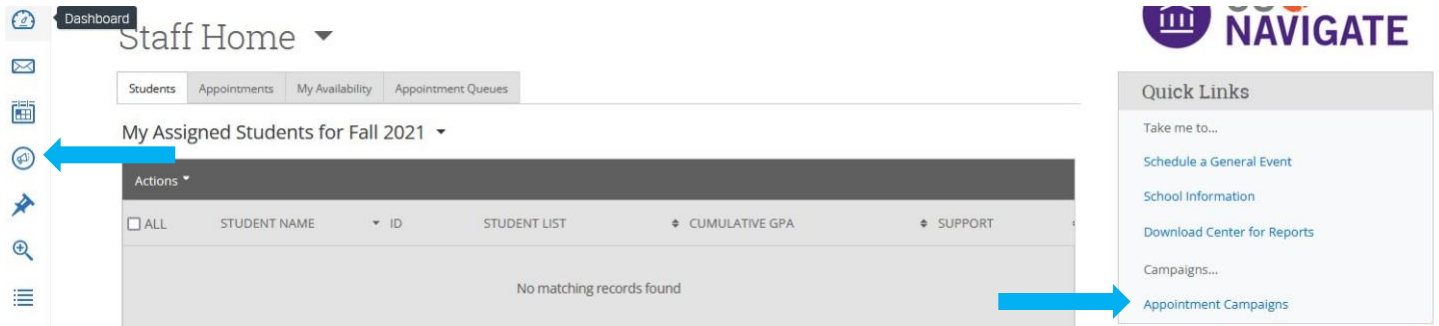 Dashboard
Staff Home
NAVIGATE
Students Appointments My Availability Appointment Queues
My Assigned Students for Fall 2021
Actions
ALL STUDENT NAME ID STUDENT LIST CUMULATIVE GPA SUPPORT
No matching records found
Quick Links
Take me to...
Schedule a General Event
School Information
Download Center for Reports
Campaigns...
Appointment Campaigns